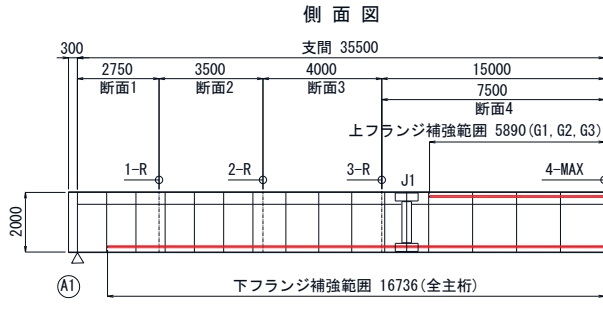 側面図
300
支間 35500
2750
3500
4000
15000
断面1
断面2
断面3
7500
断面4
上フランジ補強範囲 5890(G1,G2,G3)
1-R
2-R
3-R
J1
4-MAX
2000
A1
下フランジ補強範囲 16736(全主桁)